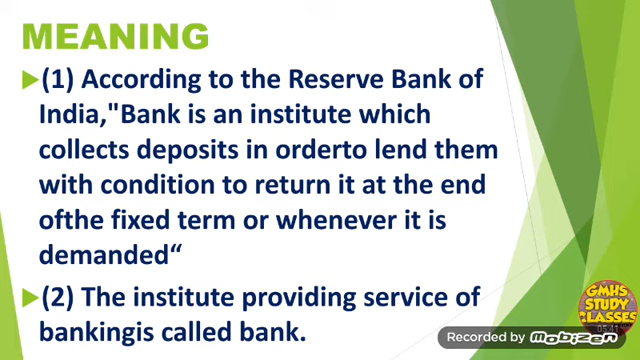 MEANING
(1) According to the Reserve Bank of
India,"Bank is an institute which
collects deposits in orderto lend them
with condition to return it at the end
ofthe fixed term or whenever it is
demanded“
(2) The institute providing service of
bankingis called bank.
GMHS
STUDY
CLASSES
Recorded by mobizen